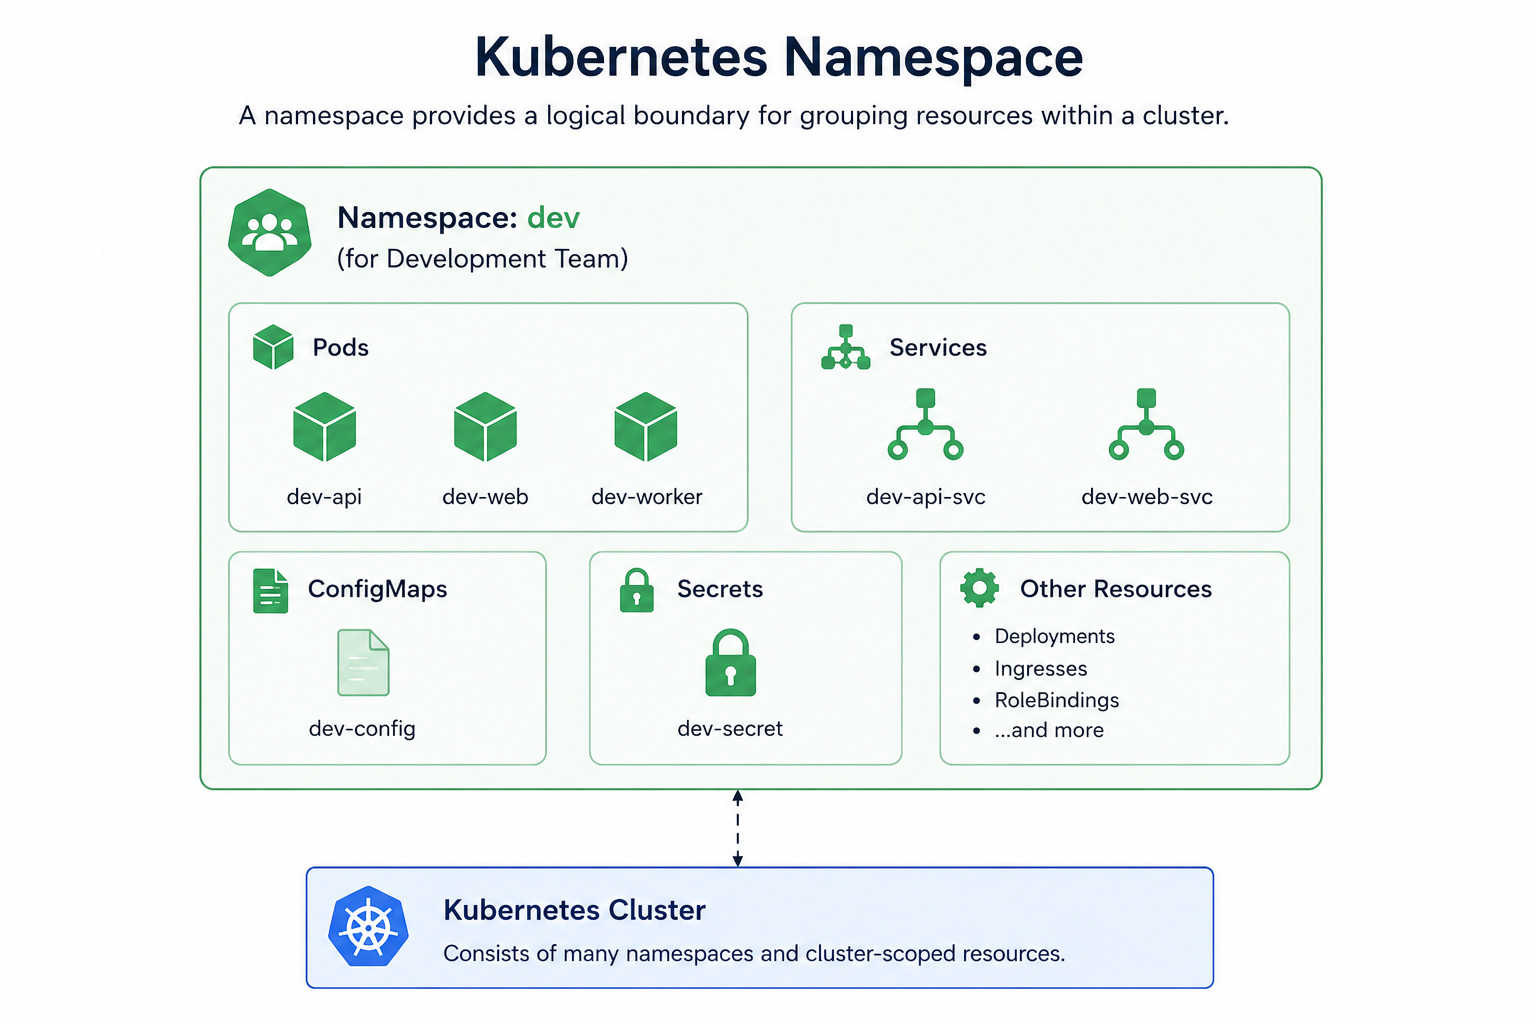 Kubernetes Namespace
A namespace provides a logical boundary for grouping resources within a cluster.
Namespace: dev
(for Development Team)
Pods
dev-api
dev-web
dev-worker
Services
dev-api-svc
dev-web-svc
ConfigMaps
dev-config
Secrets
dev-secret
Other Resources
• Deployments
• Ingresses
• RoleBindings
• ...and more
Kubernetes Cluster
Consists of many namespaces and cluster-scoped resources.